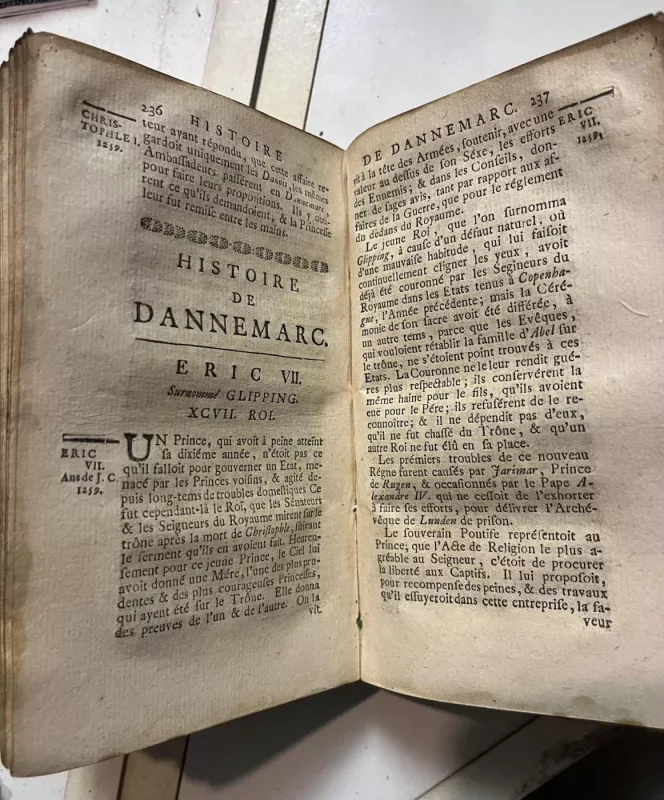 236
HISTOIRE
CHRIS-
TOPHLE I.
1259.
teur ayant répondu, que cette affaire re-
gardoit uniquement les Danois, les mêmes
Ambassadeurs passérent en Dannemarc,
pour faire leurs propositions. Ils y obtin-
rent ce qu'ils demandoient, & la Princesse
leur fut remise entre les mains.
HISTOIRE
DE
DANNEMARC.
ERIC VII.
Surnommé GLIPPING.
XCVII. ROI.
ERIC
VII.
Ans de J. C.
1259.
UN Prince, qui avoit à peine atteint
sa dixiéme année, n'étoit pas ce
qu'il falloit pour gouverner un Etat, me-
nacé par les Princes voisins, & agité de-
puis long-tems de troubles domestiques Ce
fut cependant-là le Roi, que les Sénateurs
& les Seigneurs du Royaume mirent sur le
trône après la mort de Christophle, suivant
le serment qu'ils en avoient fait. Heureu-
sement pour ce jeune Prince, le Ciel lui
avoit donné une Mére, l'une des plus pru-
dentes & des plus courageuses Princesses,
qui ayent été sur le Trône. Elle donna
des preuves de l'un & de l'autre. On la
vit.
DE DANNEMARC. 237
ERIC
VII.
1259.
vit à la tête des Armées, soutenir, avec une
valeur au dessus de son Séxe, les efforts
des Ennemis; & dans les Conseils, don-
ner de sages avis, tant par rapport aux af-
faires de la Guerre, que pour le réglement
du dedans du Royaume.
Le jeune Roi, que l'on surnomma
Glipping, à cause d'un défaut naturel, où
d'une mauvaise habitude, qui lui faisoit
continuellement cligner les yeux, avoit
déjà été couronné par les Segineurs du
Royaume dans les Etats tenus à Copenha-
gue, l'Année précédente; mais la Céré-
monie de son sacre avoit été différée, à
un autre tems, parce que les Evêques,
qui vouloient rétablir la famille d'Abel sur
le trône, ne s'étoient point trouvés à ces
Etats. La Couronne ne le leur rendit gué-
res plus respectable; ils conservérent la
même haine pour le fils, qu'ils avoient
euë pour le Pére; ils refusérent de le re-
connoître; & il ne dépendit pas d'eux,
qu'il ne fut chassé du Trône, & qu'un
autre Roi ne fut élû en sa place.
Les prémiers troubles de ce nouveau
Régne furent causés par Jarimar, Prince
de Rugen, & occasionnés par le Pape A-
lexandre IV. qui ne cessoit de l'exhorter
à faire ses efforts, pour délivrer l'Arché-
vêque de Lunden de prison.
Le souverain Pontife représentoit au
Prince; que l'Acte de Religion le plus a-
gréable au Seigneur, c'étoit de procurer
la liberté aux Captifs. Il lui proposoit,
pour recompense des peines, & des travaux
qu'il essuyeroit dans cette entreprise, la fa-
veur